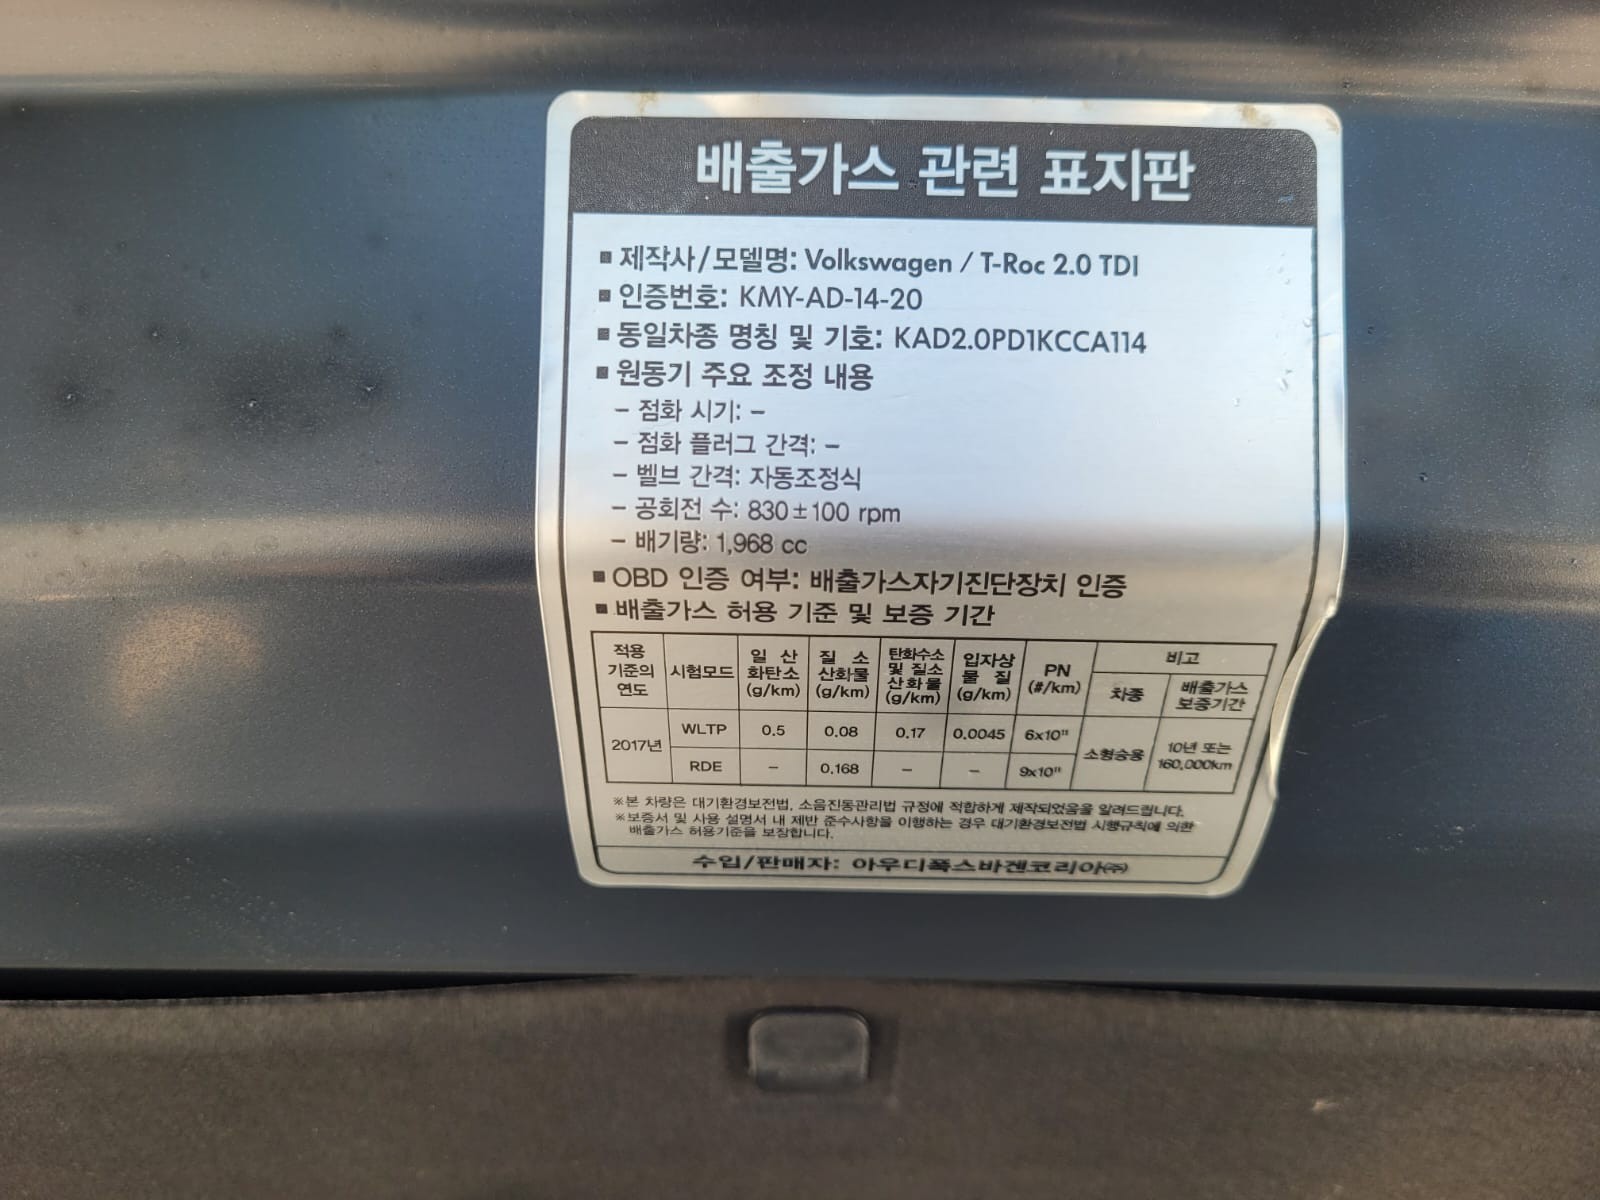 배출가스 관련 표지판
▪ 제작사/모델명: Volkswagen / T-Roc 2.0 TDI
▪ 인증번호: KMY-AD-14-20
▪ 동일차종 명칭 및 기호: KAD2.0PD1KCCA114
▪ 원동기 주요 조정 내용
– 점화 시기: –
– 점화 플러그 간격: –
– 벨브 간격: 자동조정식
– 공회전 수: 830±100 rpm
– 배기량: 1,968 cc
▪ OBD 인증 여부: 배출가스자기진단장치 인증
▪ 배출가스 허용 기준 및 보증 기간
적용 기준의 연도 시험모드 일 산 화탄소 (g/km) 질 소 산화물 (g/km) 탄화수소 및 질소 산화물 (g/km) 입자상 물 질 (g/km) PN (#/km) 비고
차종 배출가스 보증기간
2017년 WLTP 0.5 0.08 0.17 0.0045 6x10¹¹ 소형승용 10년 또는 160,000km
RDE – 0.168 – – 9x10¹¹
※본 차량은 대기환경보전법, 소음진동관리법 규정에 적합하게 제작되었음을 알려드립니다.
※보증서 및 사용 설명서 내 제반 준수사항을 이행하는 경우 대기환경보전법 시행규칙에 의한
배출가스 허용기준을 보장합니다.
수입/판매자: 아우디폭스바겐코리아㈜